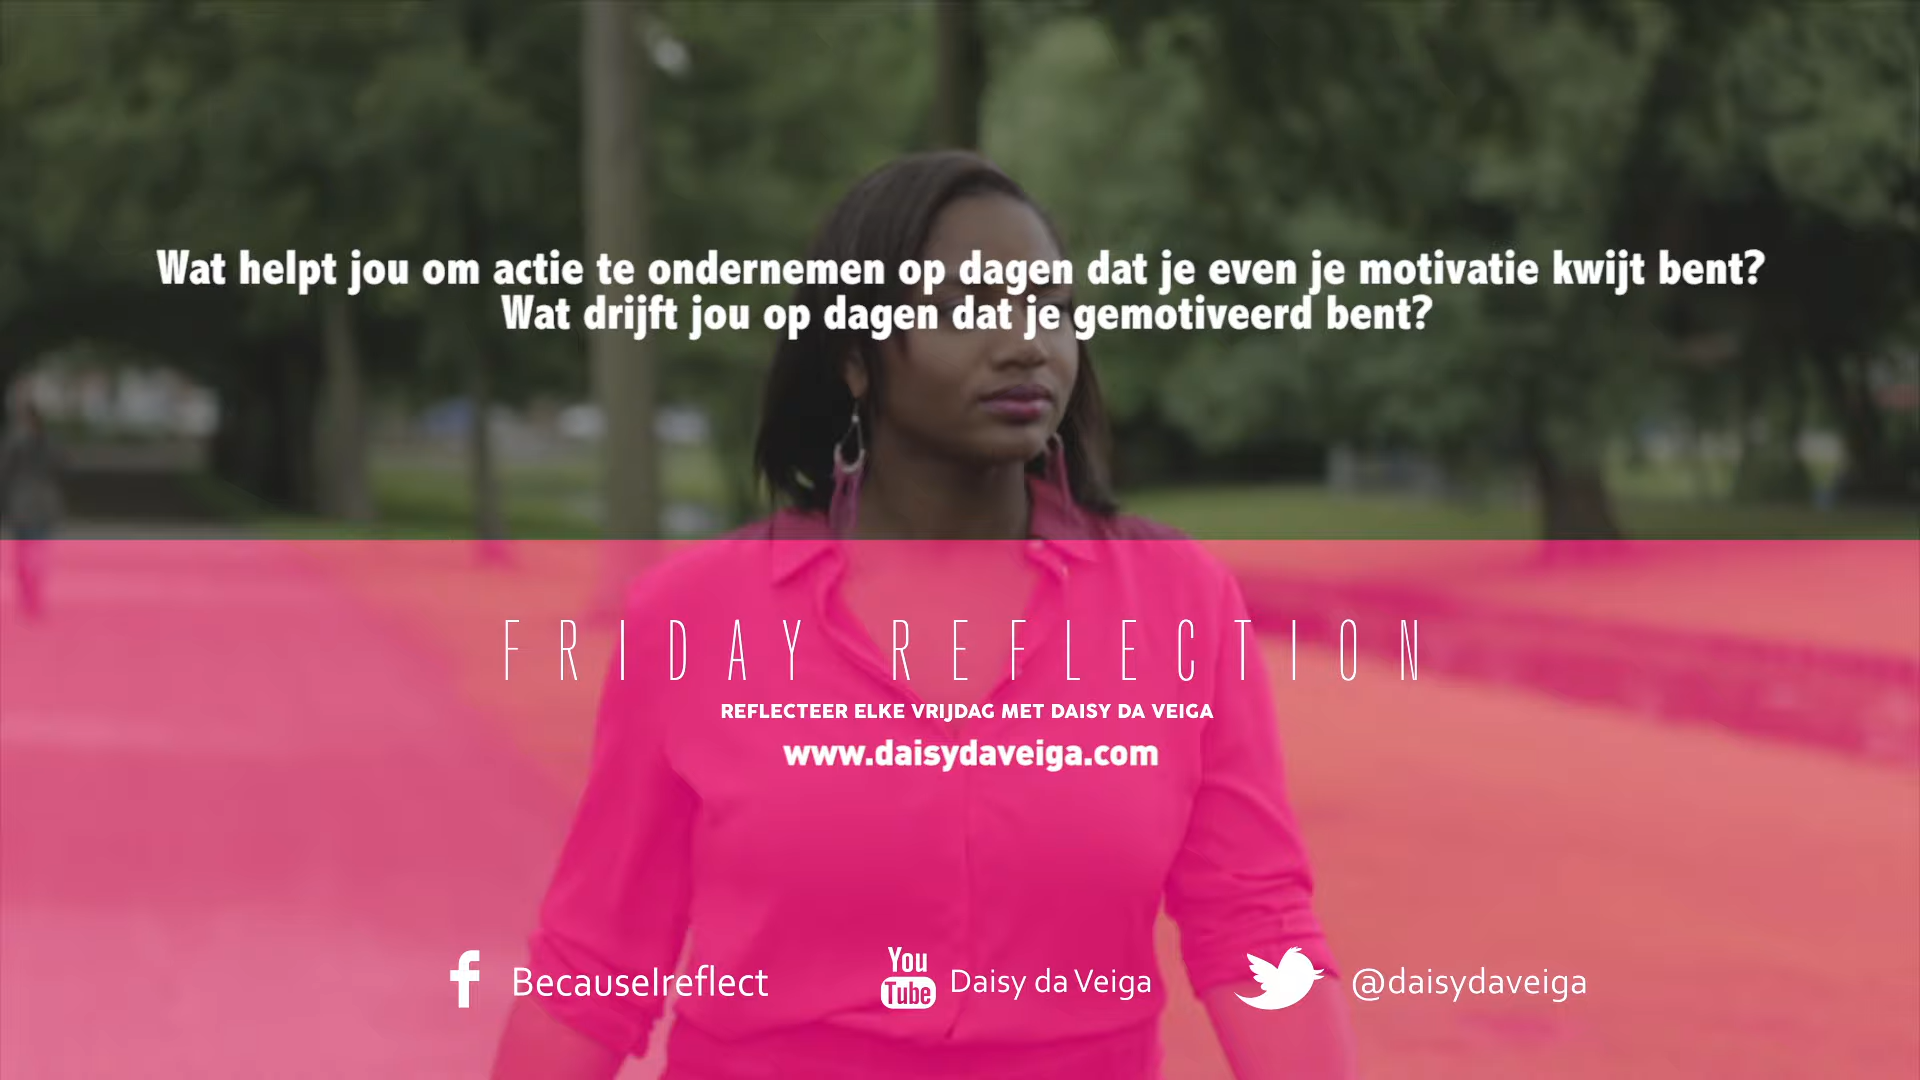 Wat helpt jou om actie te ondernemen op dagen dat je even je motivatie kwijt bent?
Wat drijft jou op dagen dat je gemotiveerd bent?
FRIDAY REFLECTION
REFLECTEER ELKE VRIJDAG MET DAISY DA VEIGA
www.daisydaveiga.com
f BecauseIreflect
You Tube Daisy da Veiga
@daisydaveiga